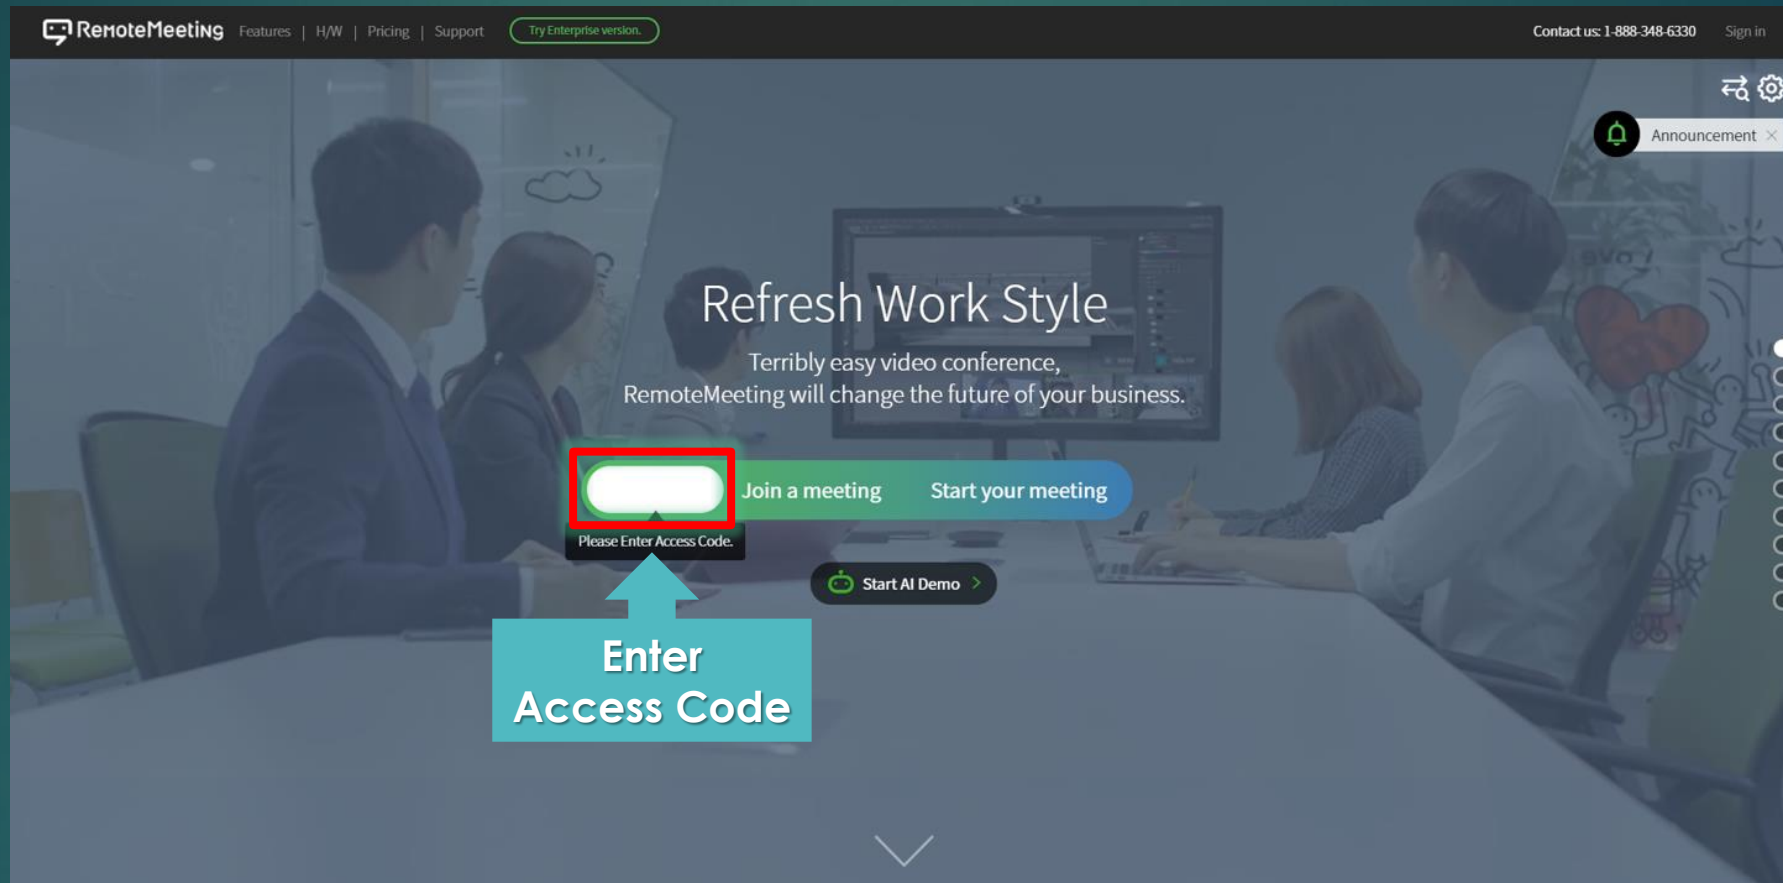 RemoteMeeting Features | H/W | Pricing | Support Try Enterprise version. Contact us: 1-888-348-6330 Sign in
Announcement
Refresh Work Style
Terribly easy video conference,
RemoteMeeting will change the future of your business.
Join a meeting Start your meeting
Please Enter Access Code.
Start AI Demo >
Enter
Access Code